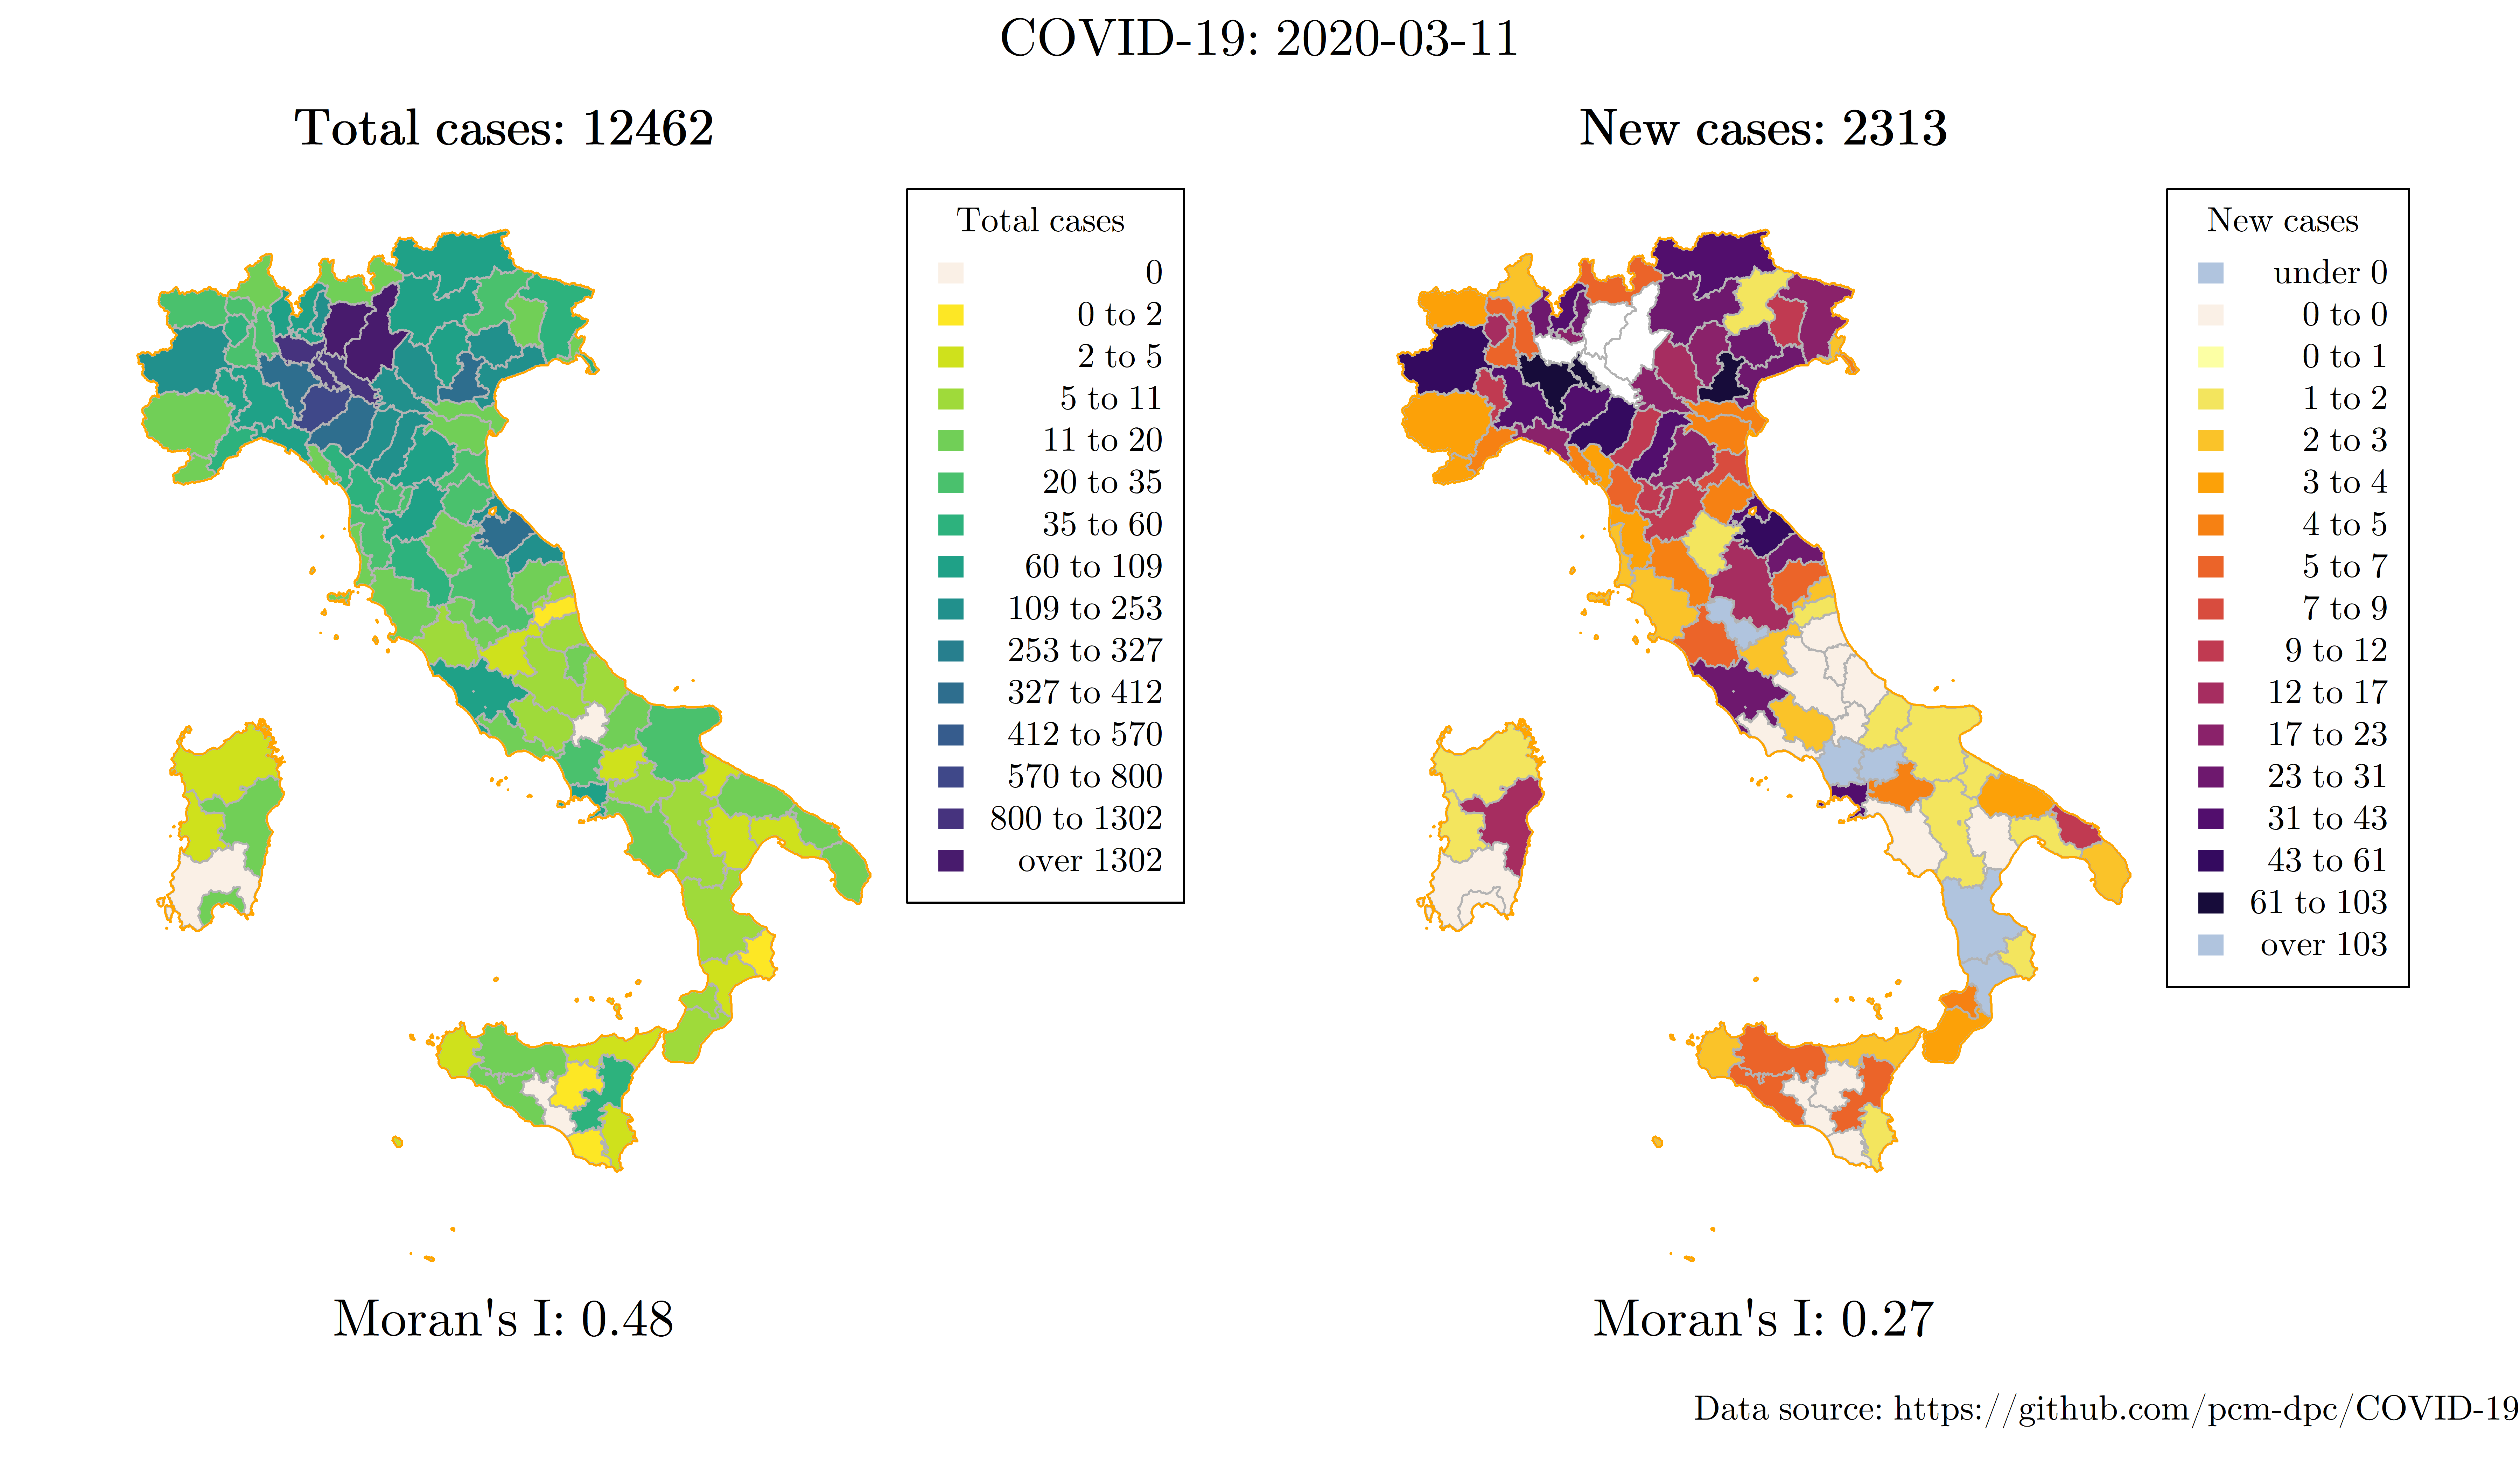 COVID-19: 2020-03-11
Total cases: 12462
Total cases
0
0 to 2
2 to 5
5 to 11
11 to 20
20 to 35
35 to 60
60 to 109
109 to 253
253 to 327
327 to 412
412 to 570
570 to 800
800 to 1302
over 1302
Moran's I: 0.48
New cases: 2313
New cases
under 0
0 to 0
0 to 1
1 to 2
2 to 3
3 to 4
4 to 5
5 to 7
7 to 9
9 to 12
12 to 17
17 to 23
23 to 31
31 to 43
43 to 61
61 to 103
over 103
Moran's I: 0.27
Data source: https://github.com/pcm-dpc/COVID-19